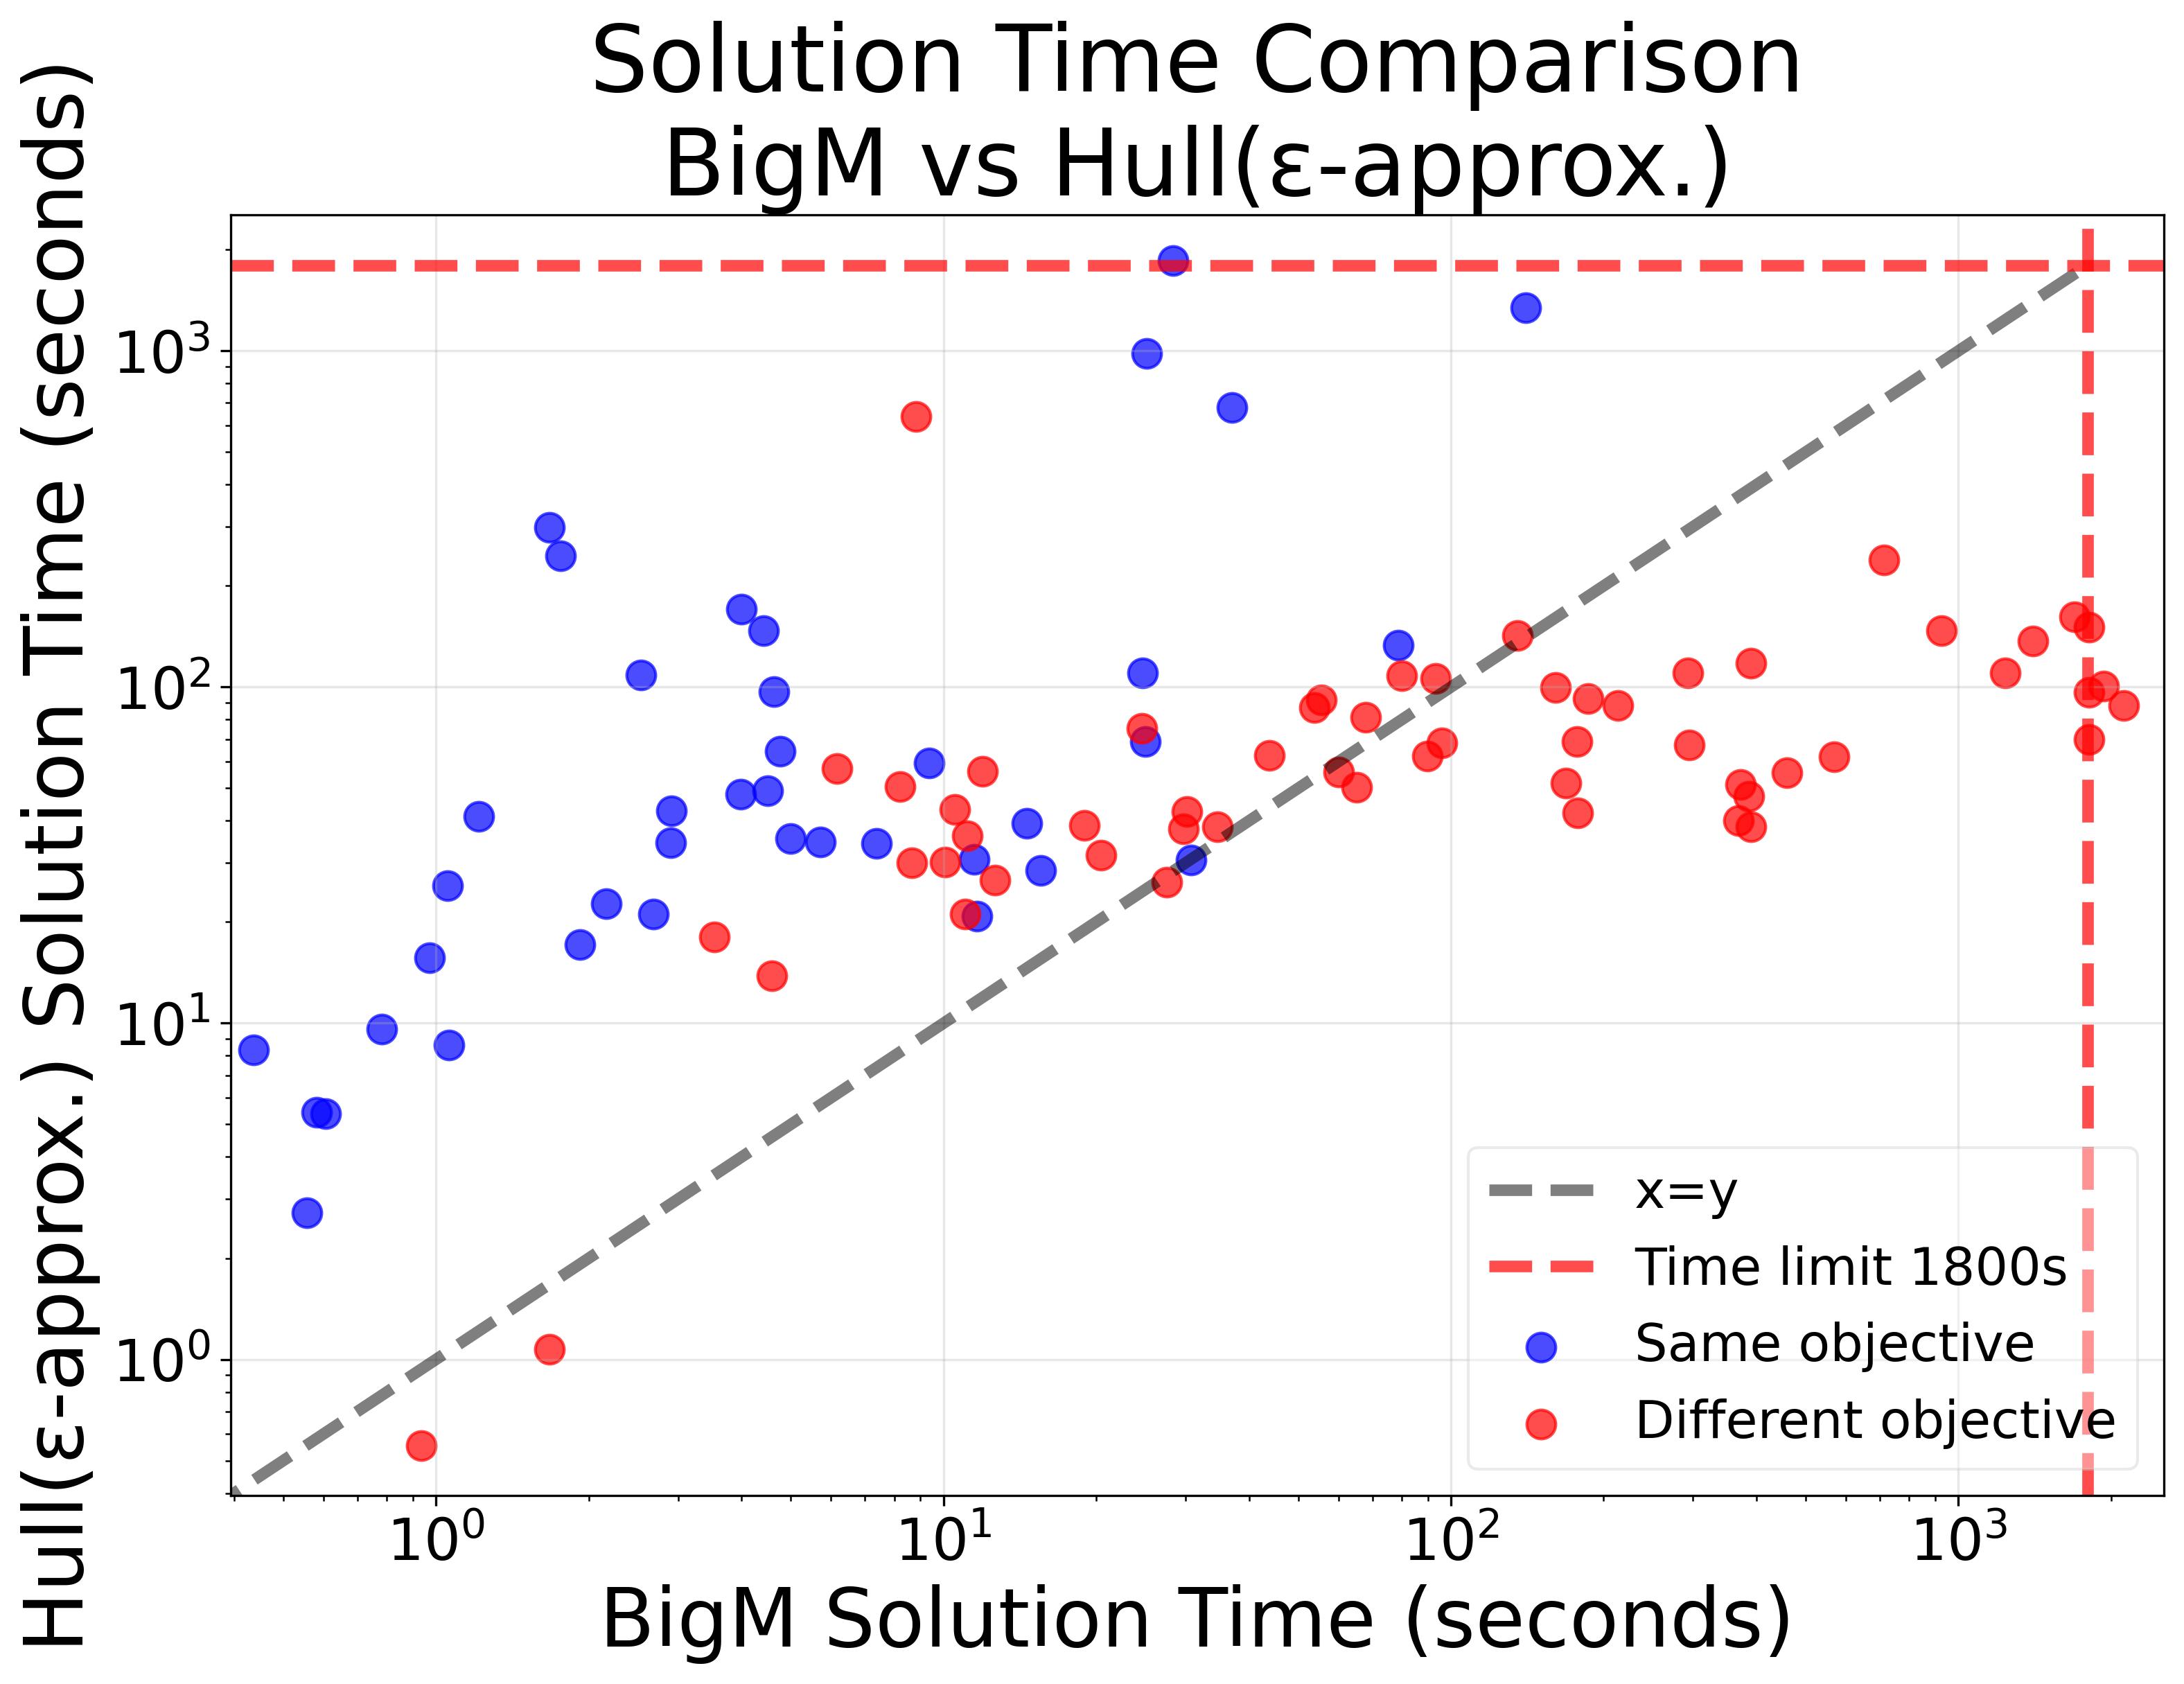 Solution Time Comparison
BigM vs Hull(ε-approx.)
Hull(ε-approx.) Solution Time (seconds)
10³
10²
10¹
10⁰
x=y
Time limit 1800s
Same objective
Different objective
10⁰ 10¹ 10² 10³
BigM Solution Time (seconds)